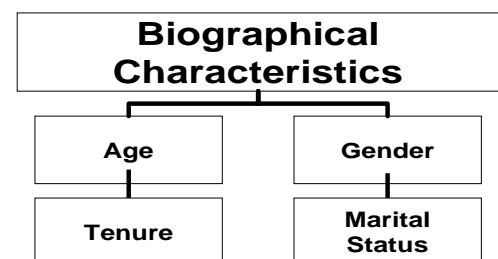 Biographical
Characteristics
Age
Gender
Tenure
Marital
Status